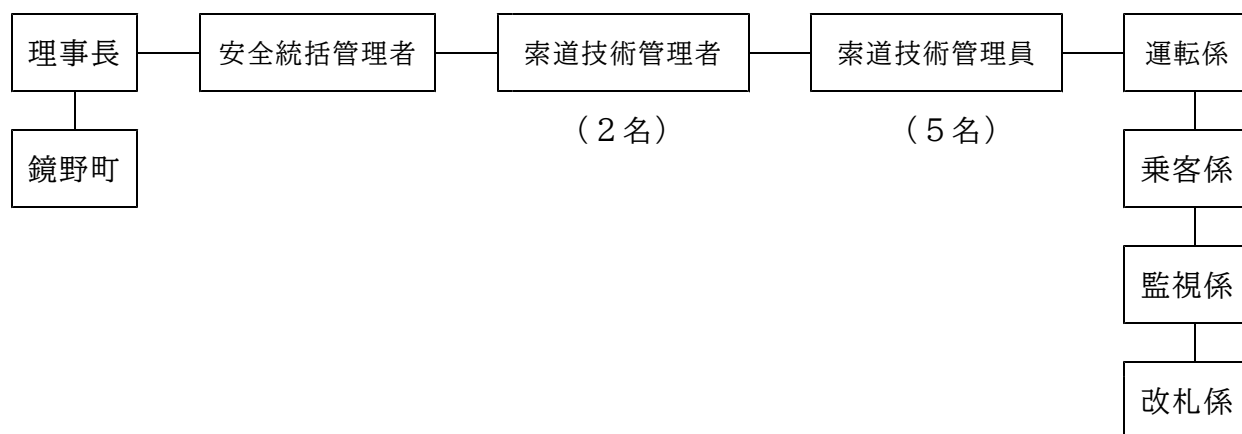 理事長
安全統括管理者
索道技術管理者
索道技術管理員
運転係
(2名)
(5名)
鏡野町
乗客係
監視係
改札係